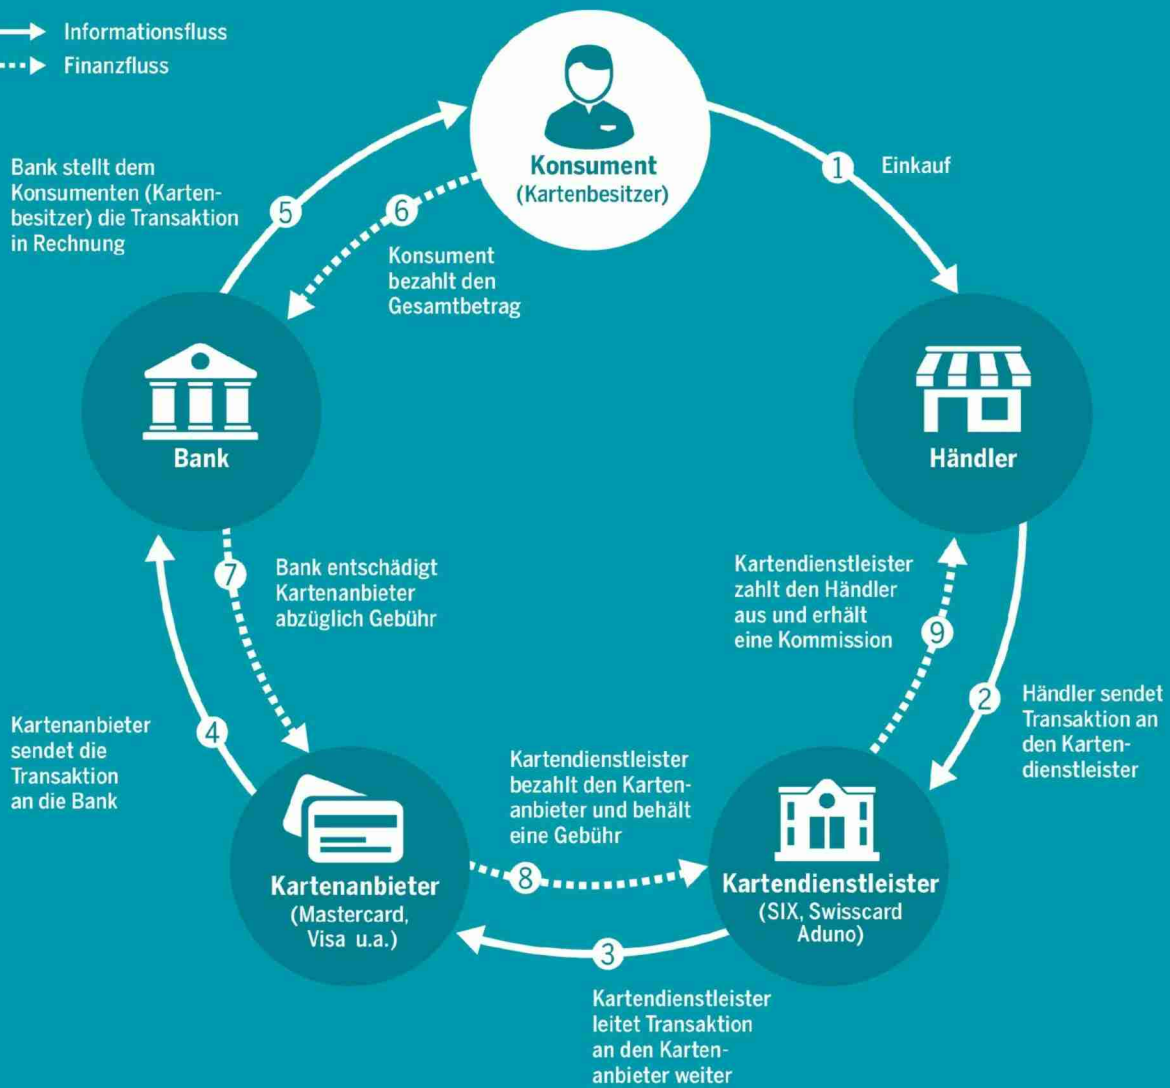 Informationsfluss
Finanzfluss
Konsument
(Kartenbesitzer)
1
Einkauf
Bank stellt dem
Konsumenten (Karten-
besitzer) die Transaktion
in Rechnung
5
6
Konsument
bezahlt den
Gesamtbetrag
Bank
Händler
7
Bank entschädigt
Kartenanbieter
abzüglich Gebühr
Kartendienstleister
zahlt den Händler
aus und erhält
eine Kommission
9
2
Händler sendet
Transaktion an
den Karten-
dienstleister
Kartenanbieter
sendet die
Transaktion
an die Bank
4
Kartendienstleister
bezahlt den Karten-
anbieter und behält
eine Gebühr
8
Kartenanbieter
(Mastercard,
Visa u.a.)
Kartendienstleister
(SIX, Swisscard
Aduno)
3
Kartendienstleister
leitet Transaktion
an den Karten-
anbieter weiter